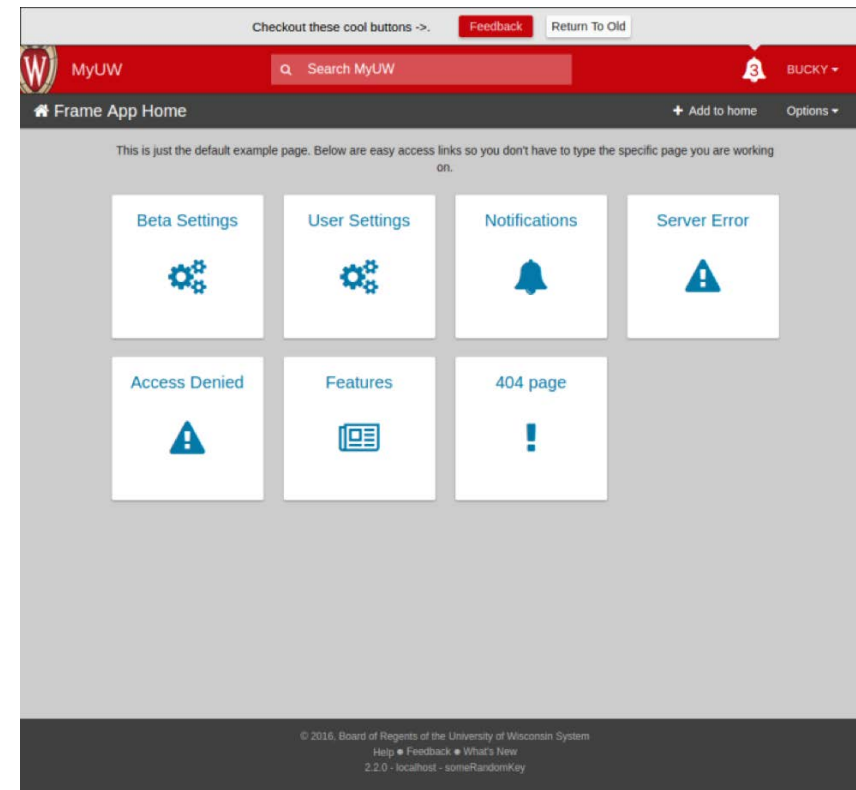 Checkout these cool buttons ->. Feedback Return To Old
W MyUW Search MyUW 3 BUCKY
Frame App Home + Add to home Options
This is just the default example page. Below are easy access links so you don't have to type the specific page you are working
on.
Beta Settings User Settings Notifications Server Error
Access Denied Features 404 page
© 2016, Board of Regents of the University of Wisconsin System
Help ● Feedback ● What's New
2.2.0 - localhost - someRandomKey